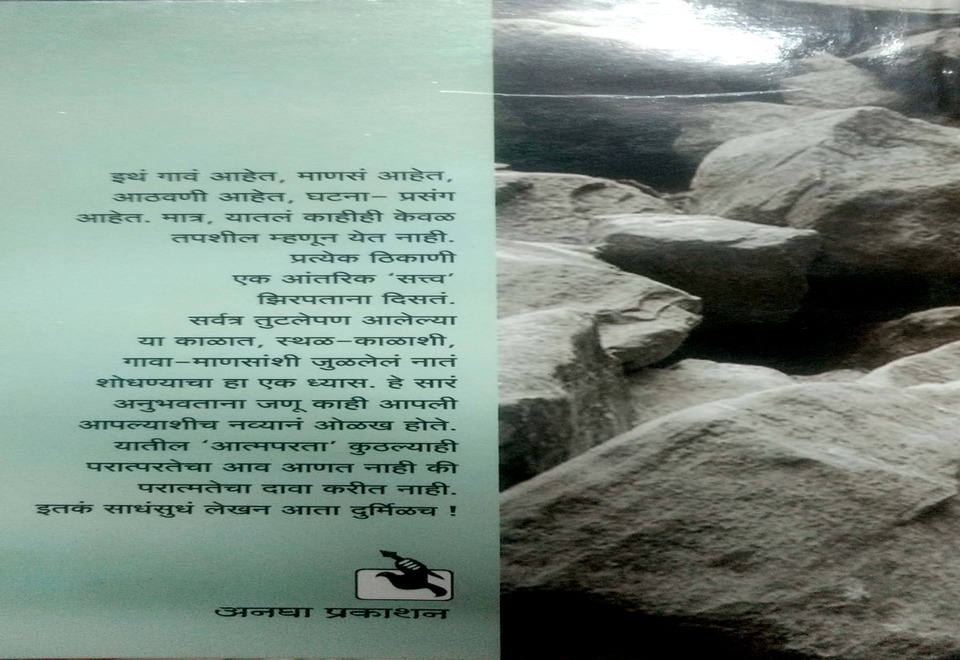 इथं गावं आहेत, माणसं आहेत,
आठवणी आहेत, घटना– प्रसंग
आहेत. मात्र, यातलं काहीही केवळ
तपशील म्हणून येत नाही.
प्रत्येक ठिकाणी
एक आंतरिक ‘सत्त्व’
झिरपताना दिसतं.
सर्वत्र तुटलेपण आलेल्या
या काळात, स्थळ–काळाशी,
गावा–माणसांशी जुळलेलं नातं
शोधण्याचा हा एक ध्यास. हे सारं
अनुभवताना जणू काही आपली
आपल्याशीच नव्यानं ओळख होते.
यातील ‘आत्मपरता’ कुठल्याही
परात्परतेचा आव आणत नाही की
परात्मतेचा दावा करीत नाही.
इतकं साधंसुधं लेखन आता दुर्मिळच !
अनघा प्रकाशन